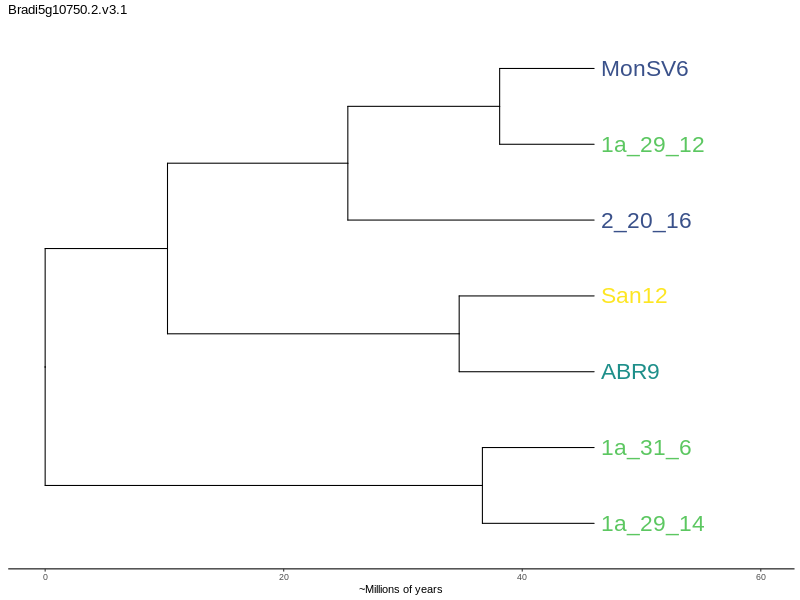 Bradi5g10750.2.v3.1
MonSV6
1a_29_12
2_20_16
San12
ABR9
1a_31_6
1a_29_14
0 20 40 60
~Millions of years